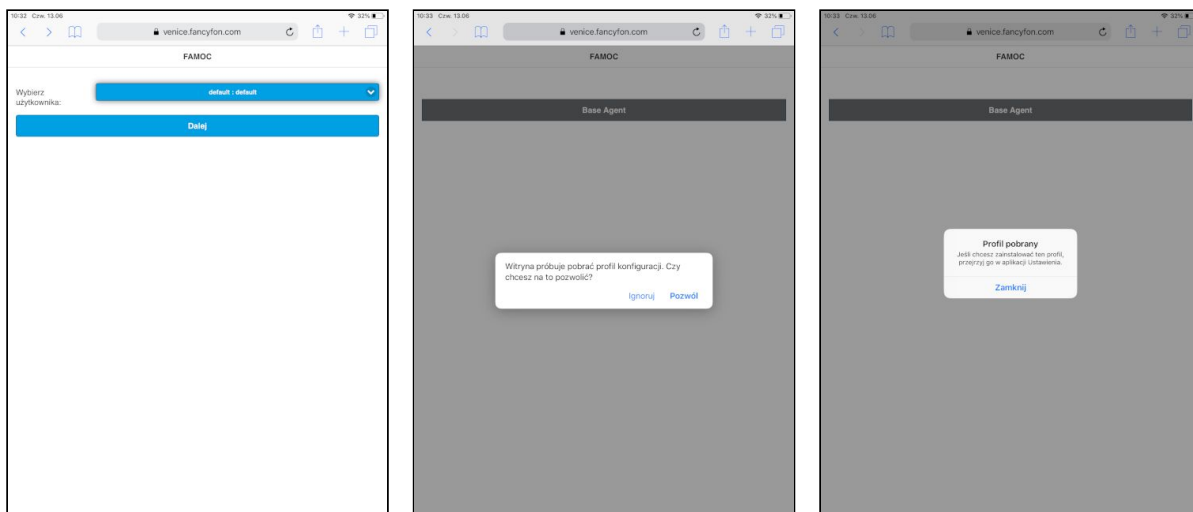 10:32 Czw. 13.06
32%
venice.fancyfon.com
FAMOC
Wybierz
użytkownika:
default : default
Dalej
10:33 Czw. 13.06
32%
venice.fancyfon.com
FAMOC
Base Agent
Witryna próbuje pobrać profil konfiguracji. Czy
chcesz na to pozwolić?
Ignoruj Pozwól
10:33 Czw. 13.06
32%
venice.fancyfon.com
FAMOC
Base Agent
Profil pobrany
Jeśli chcesz zainstalować ten profil,
przejrzyj go w aplikacji Ustawienia.
Zamknij